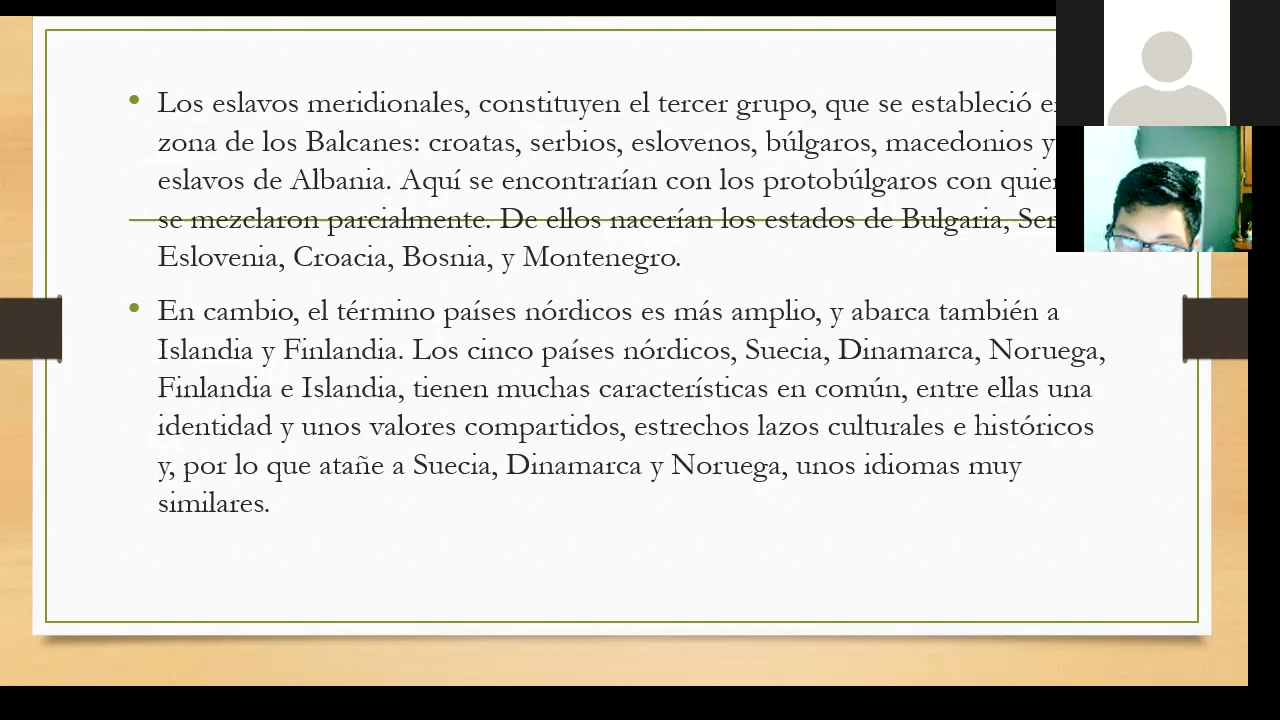 Los eslavos meridionales, constituyen el tercer grupo, que se estableció
zona de los Balcanes: croatas, serbios, eslovenos, búlgaros, macedonios y
eslavos de Albania. Aquí se encontrarían con los protobúlgaros con
se mezclaron parcialmente. De ellos nacerían los estados de Bulgaria,
Eslovenia, Croacia, Bosnia, y Montenegro.
En cambio, el término países nórdicos es más amplio, y abarca también a
Islandia y Finlandia. Los cinco países nórdicos, Suecia, Dinamarca, Noruega,
Finlandia e Islandia, tienen muchas características en común, entre ellas una
identidad y unos valores compartidos, estrechos lazos culturales e históricos
y, por lo que atañe a Suecia, Dinamarca y Noruega, unos idiomas muy
similares.